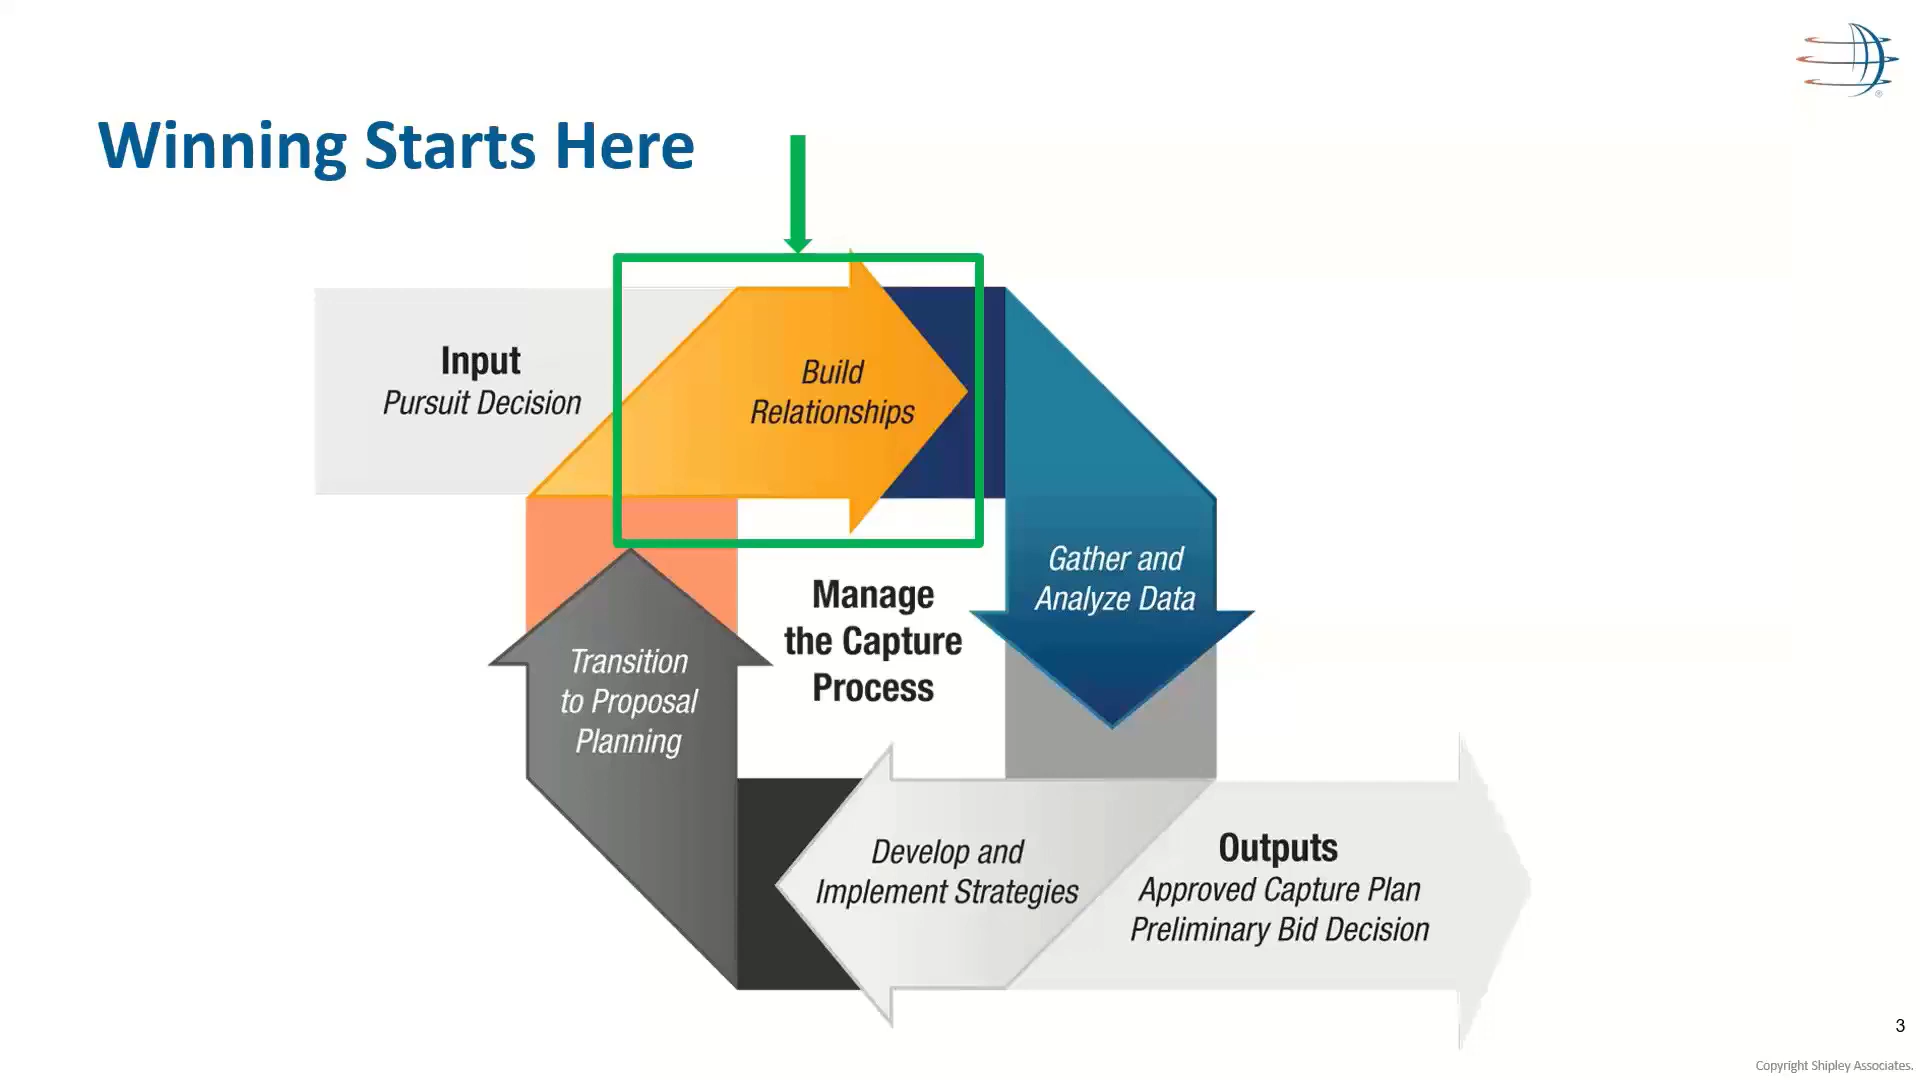 Winning Starts Here
Input
Pursuit Decision
Build
Relationships
Gather and
Analyze Data
Manage
the Capture
Process
Transition
to Proposal
Planning
Develop and
Implement Strategies
Outputs
Approved Capture Plan
Preliminary Bid Decision
®
3
Copyright Shipley Associates.